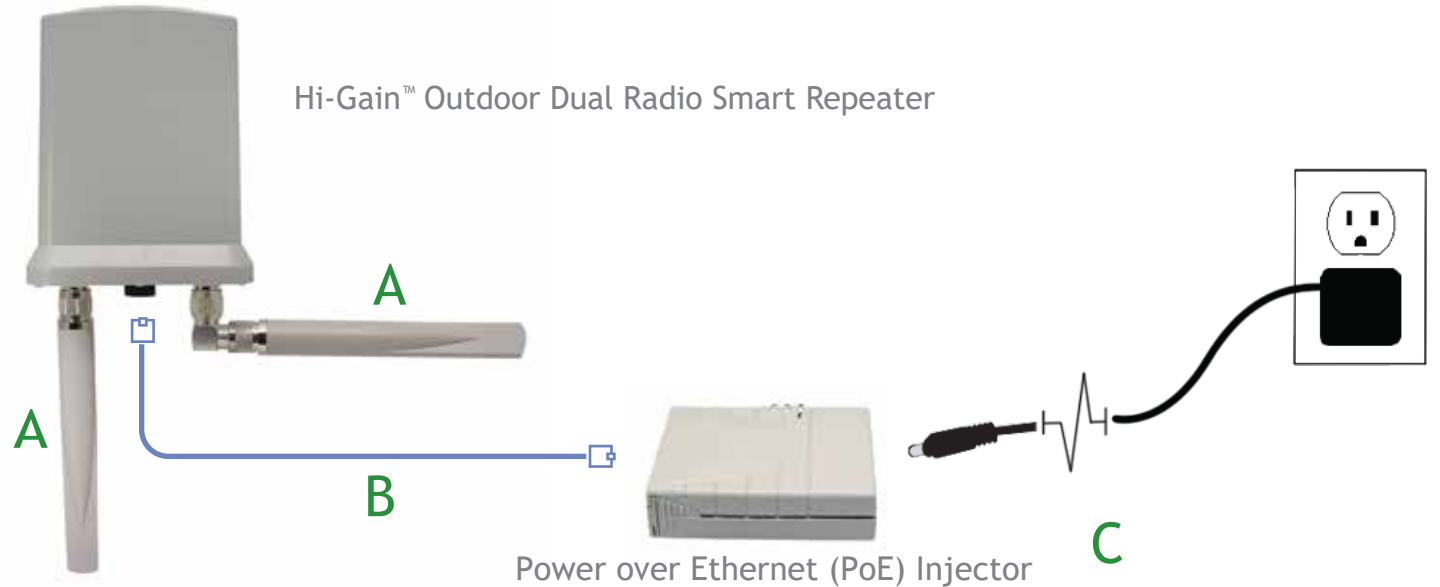 Hi-Gain™ Outdoor Dual Radio Smart Repeater
A
A
B
C
Power over Ethernet (PoE) Injector